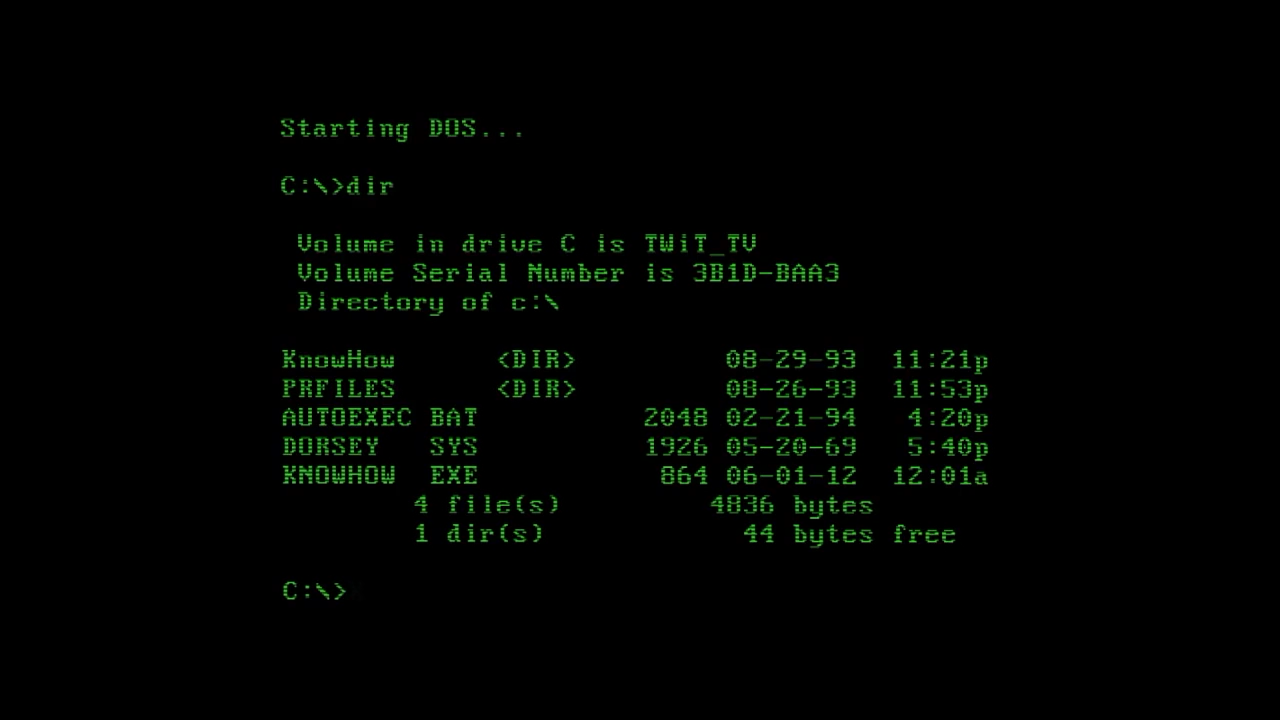 Starting DOS...
C:\>dir
Volume in drive C is TWiT_TV
Volume Serial Number is 3B1D-BAA3
Directory of c:\
KnowHow <DIR> 08-29-93 11:21p
PRFILES <DIR> 08-26-93 11:53p
AUTOEXEC BAT 2048 02-21-94 4:20p
DORSEY SYS 1926 05-20-69 5:40p
KNOWHOW EXE 864 06-01-12 12:01a
4 file(s) 4836 bytes
1 dir(s) 44 bytes free
C:\>